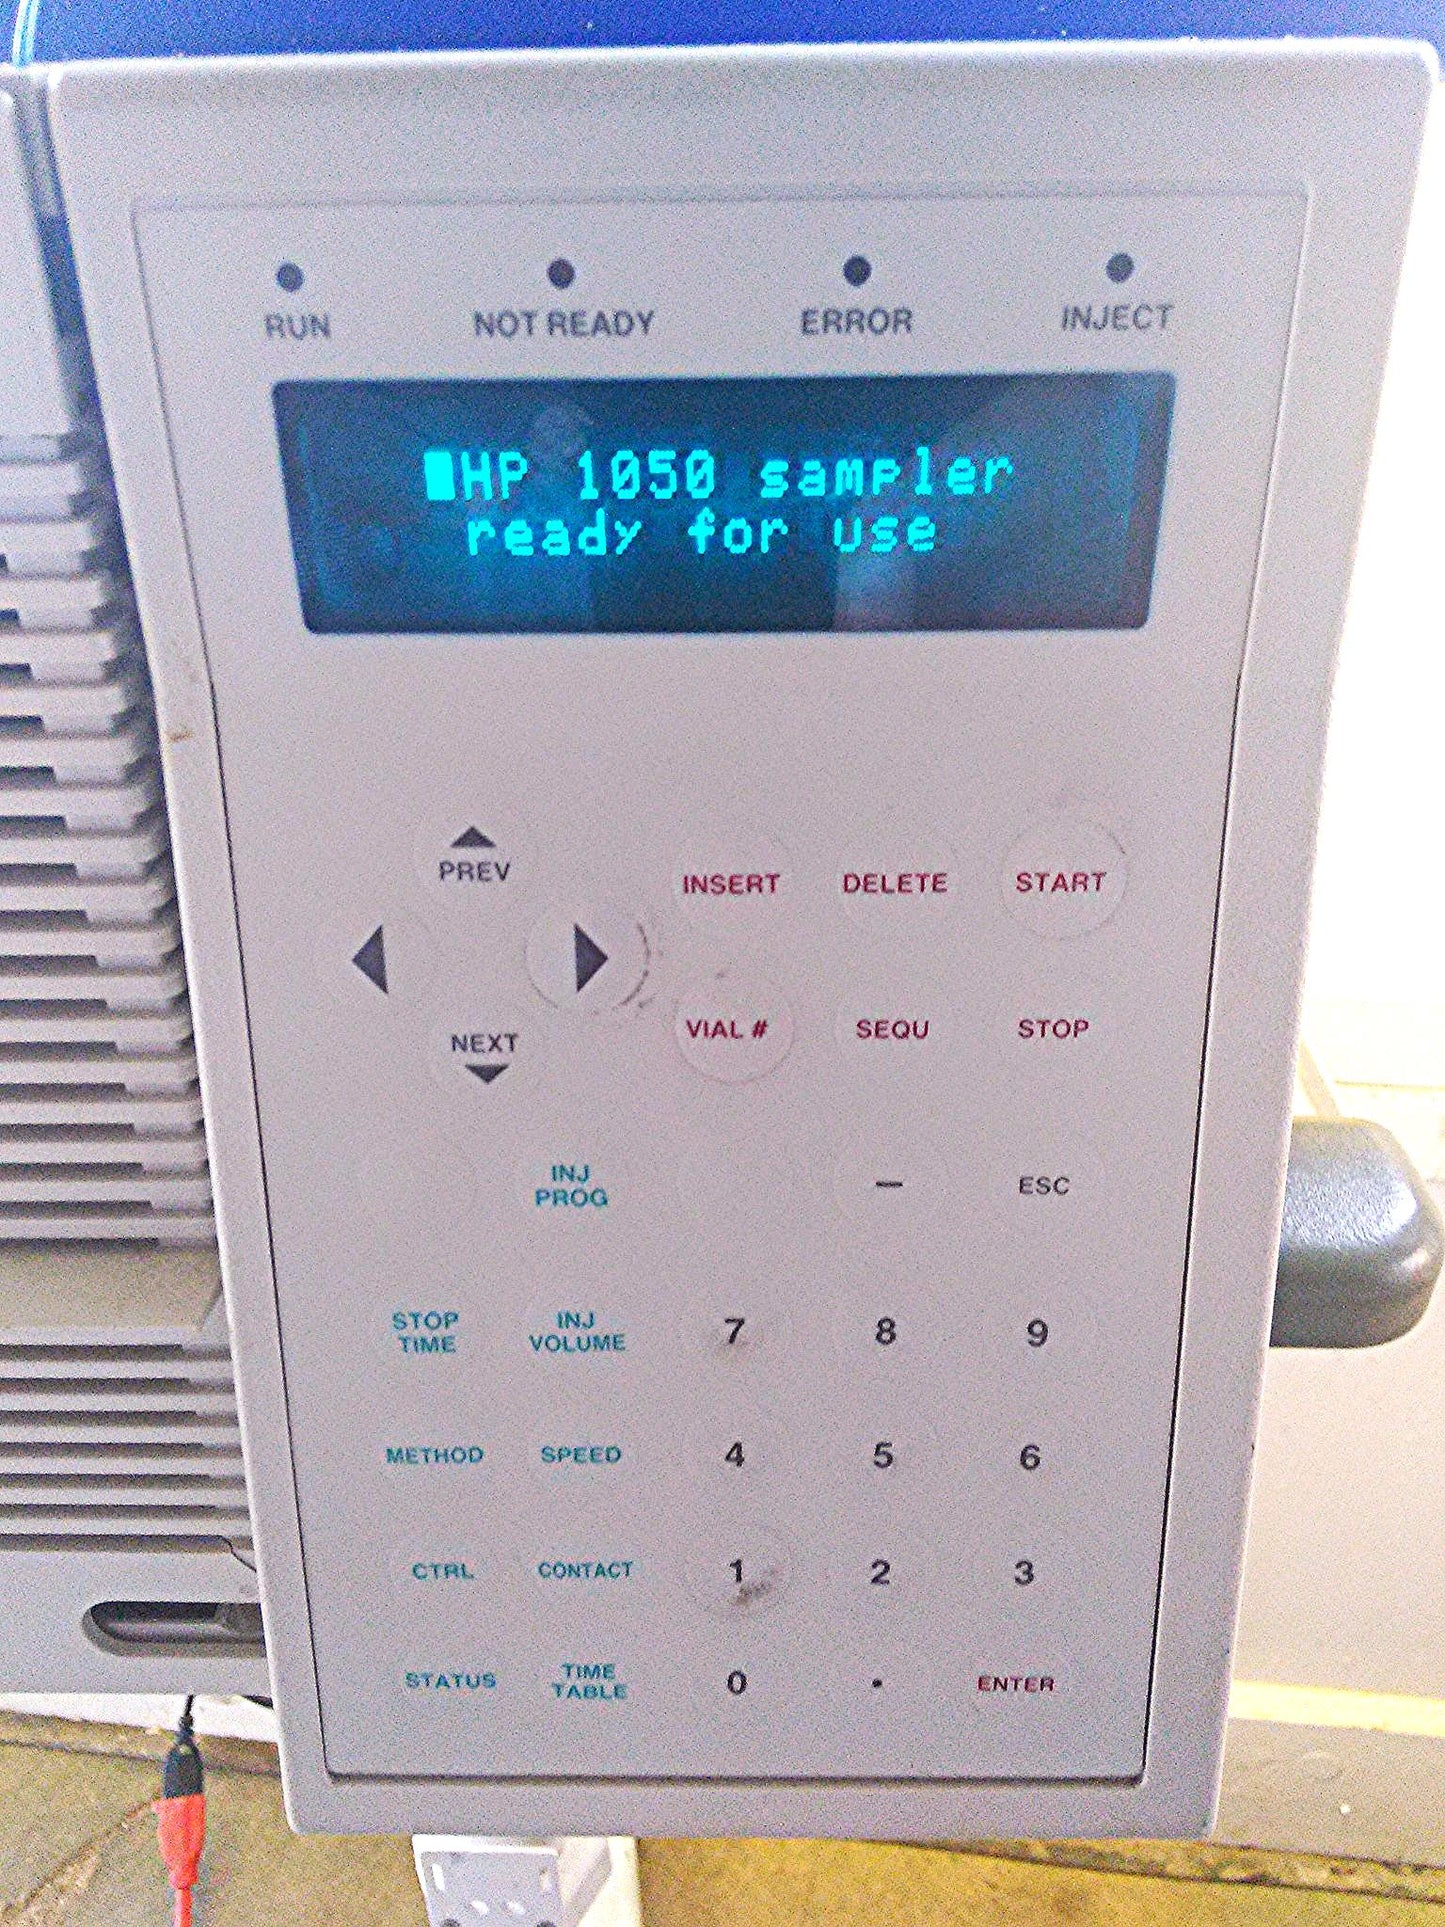 RUN NOT READY ERROR INJECT
HP 1050 sampler
ready for use
PREV
INSERT DELETE START
NEXT
VIAL # SEQU STOP
INJ
PROG
— ESC
STOP
TIME
INJ
VOLUME
7 8 9
METHOD SPEED 4 5 6
CTRL CONTACT 1 2 3
STATUS
TIME
TABLE
0 . ENTER